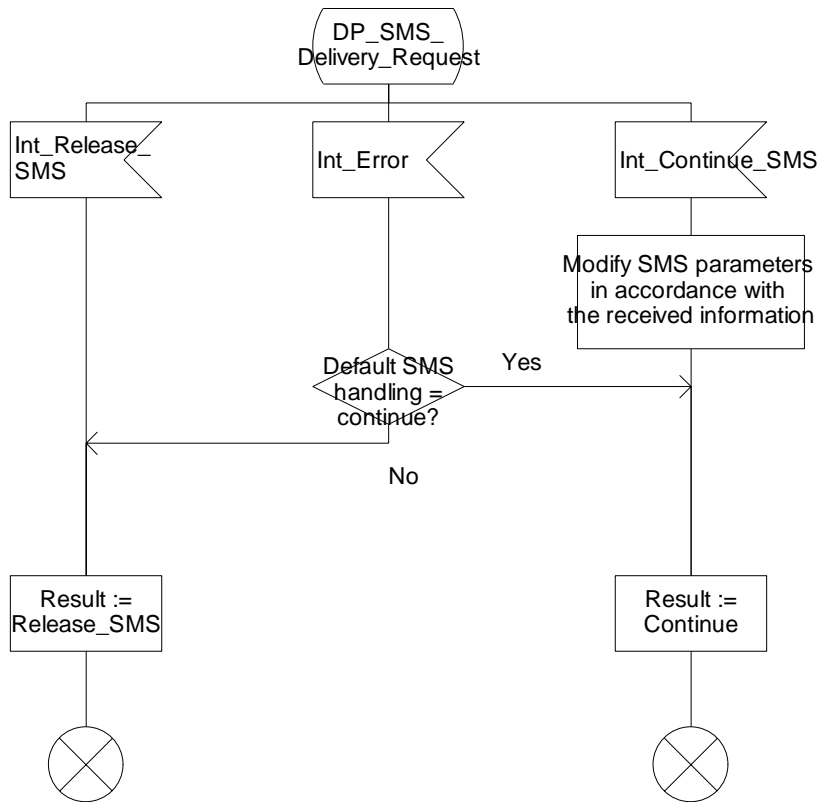 DP_SMS_
Delivery_Request
Int_Release_
SMS
Int_Error
Int_Continue_SMS
Modify SMS parameters
in accordance with
the received information
Default SMS
handling =
continue?
Yes
No
Result :=
Release_SMS
Result :=
Continue